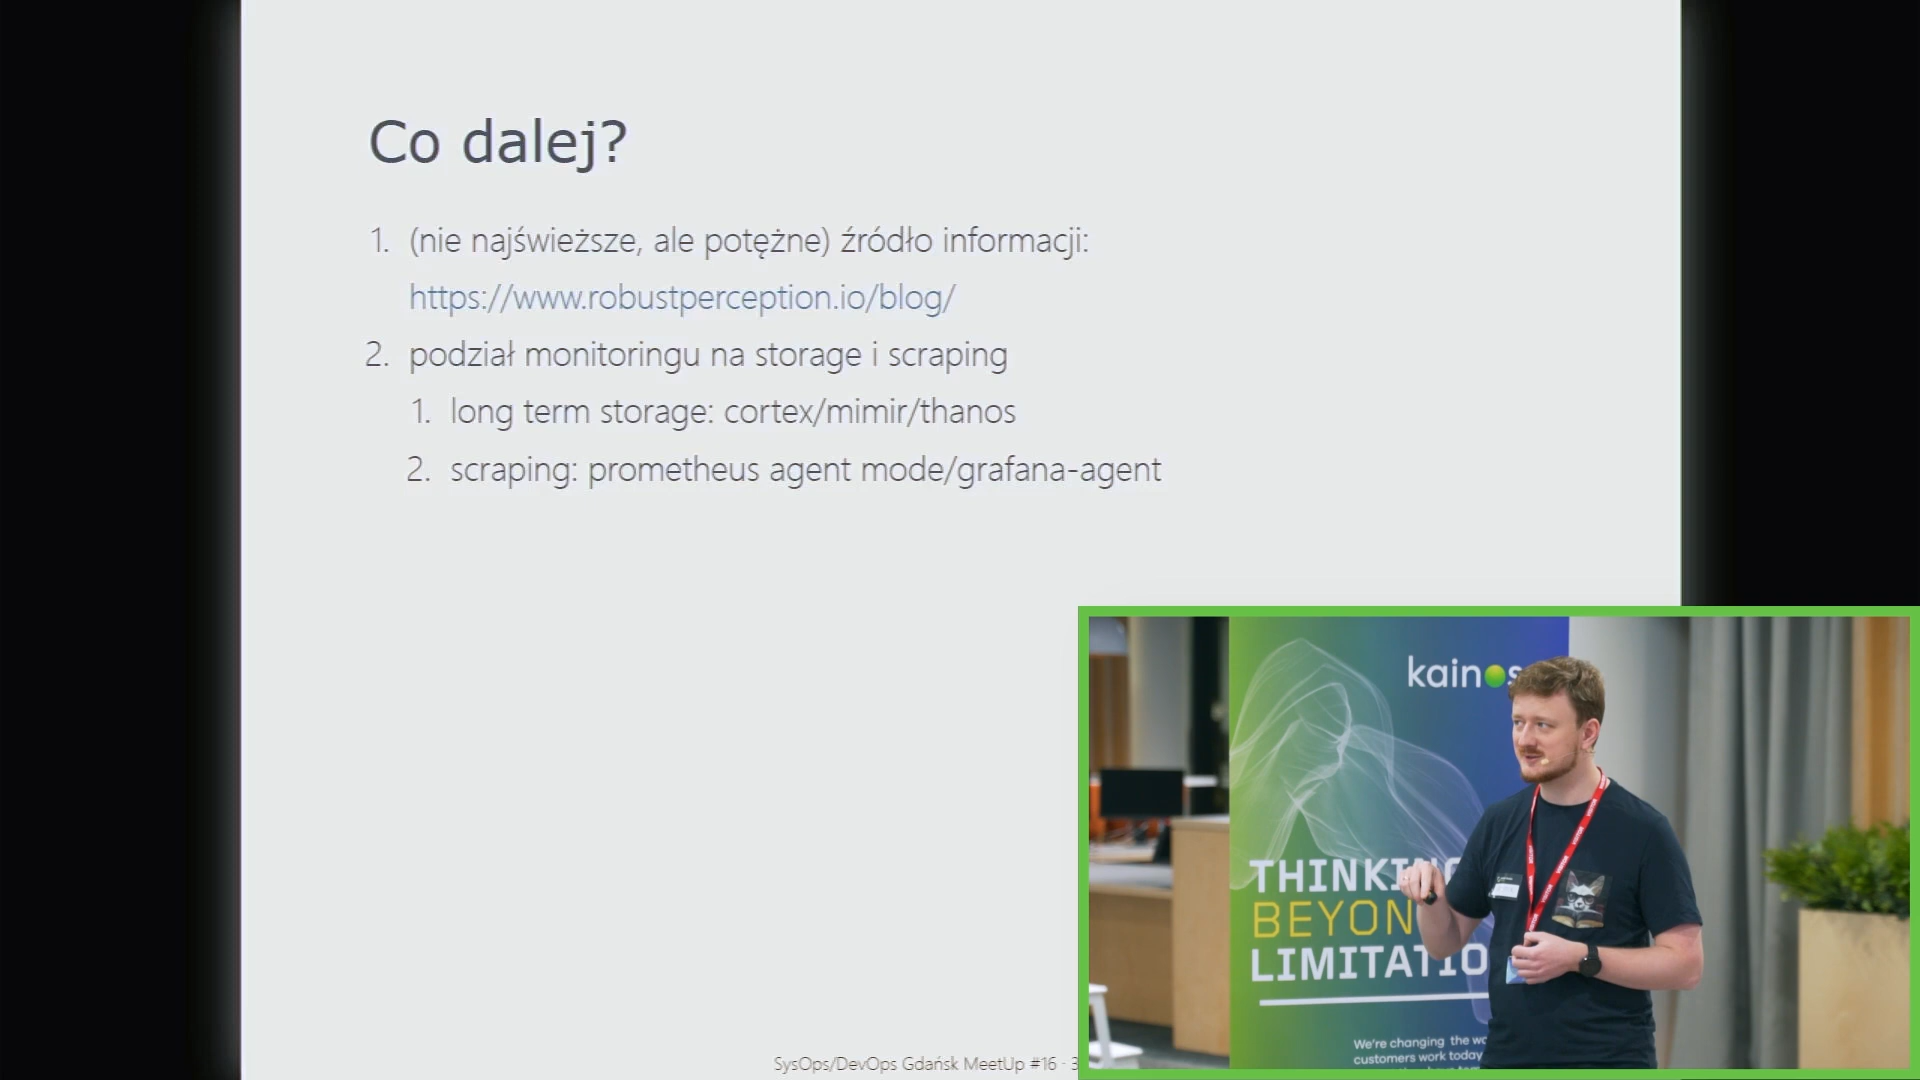 Co dalej?
1. (nie najświeższe, ale potężne) źródło informacji:
https://www.robustperception.io/blog/
2. podział monitoringu na storage i scraping
1. long term storage: cortex/mimir/thanos
2. scraping: prometheus agent mode/grafana-agent
SysOps/DevOps Gdańsk MeetUp #16 · 3
kainos
THINKING
BEYON
LIMITATIO
We're changing the wo
customers work today